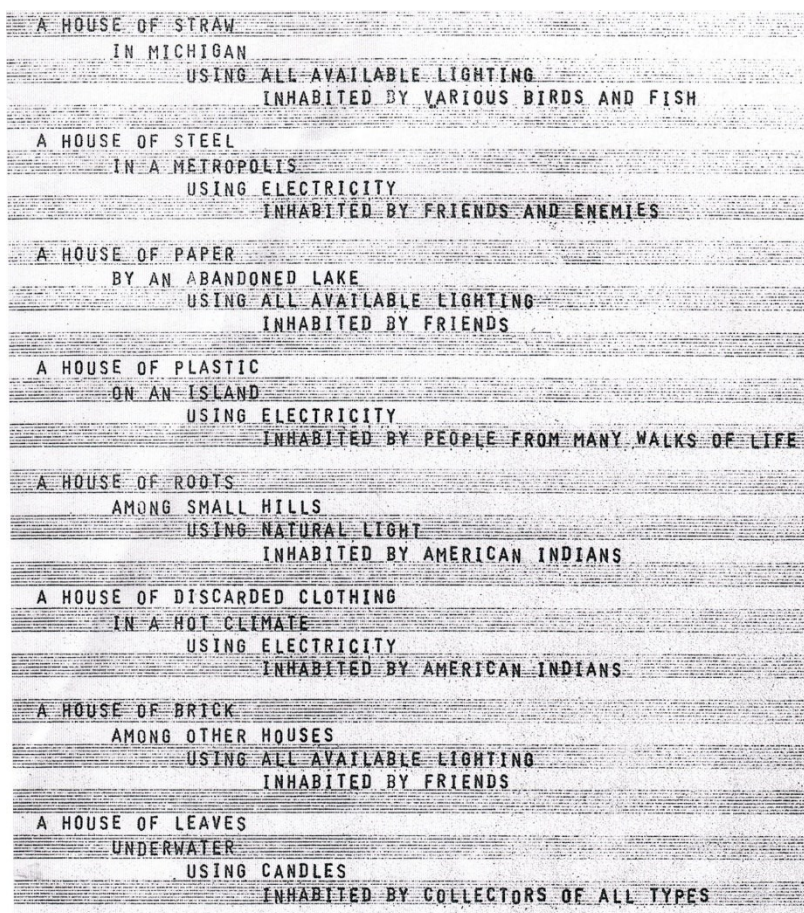 A HOUSE OF STRAW
IN MICHIGAN
USING ALL AVAILABLE LIGHTING
INHABITED BY VARIOUS BIRDS AND FISH
A HOUSE OF STEEL
IN A METROPOLIS
USING ELECTRICITY
INHABITED BY FRIENDS AND ENEMIES
A HOUSE OF PAPER
BY AN ABANDONED LAKE
USING ALL AVAILABLE LIGHTING
INHABITED BY FRIENDS
A HOUSE OF PLASTIC
ON AN ISLAND
USING ELECTRICITY
INHABITED BY PEOPLE FROM MANY WALKS OF LIFE
A HOUSE OF ROOTS
AMONG SMALL HILLS
USING NATURAL LIGHT
INHABITED BY AMERICAN INDIANS
A HOUSE OF DISCARDED CLOTHING
IN A HOT CLIMATE
USING ELECTRICITY
INHABITED BY AMERICAN INDIANS
A HOUSE OF BRICK
AMONG OTHER HOUSES
USING ALL AVAILABLE LIGHTING
INHABITED BY FRIENDS
A HOUSE OF LEAVES
UNDERWATER
USING CANDLES
INHABITED BY COLLECTORS OF ALL TYPES